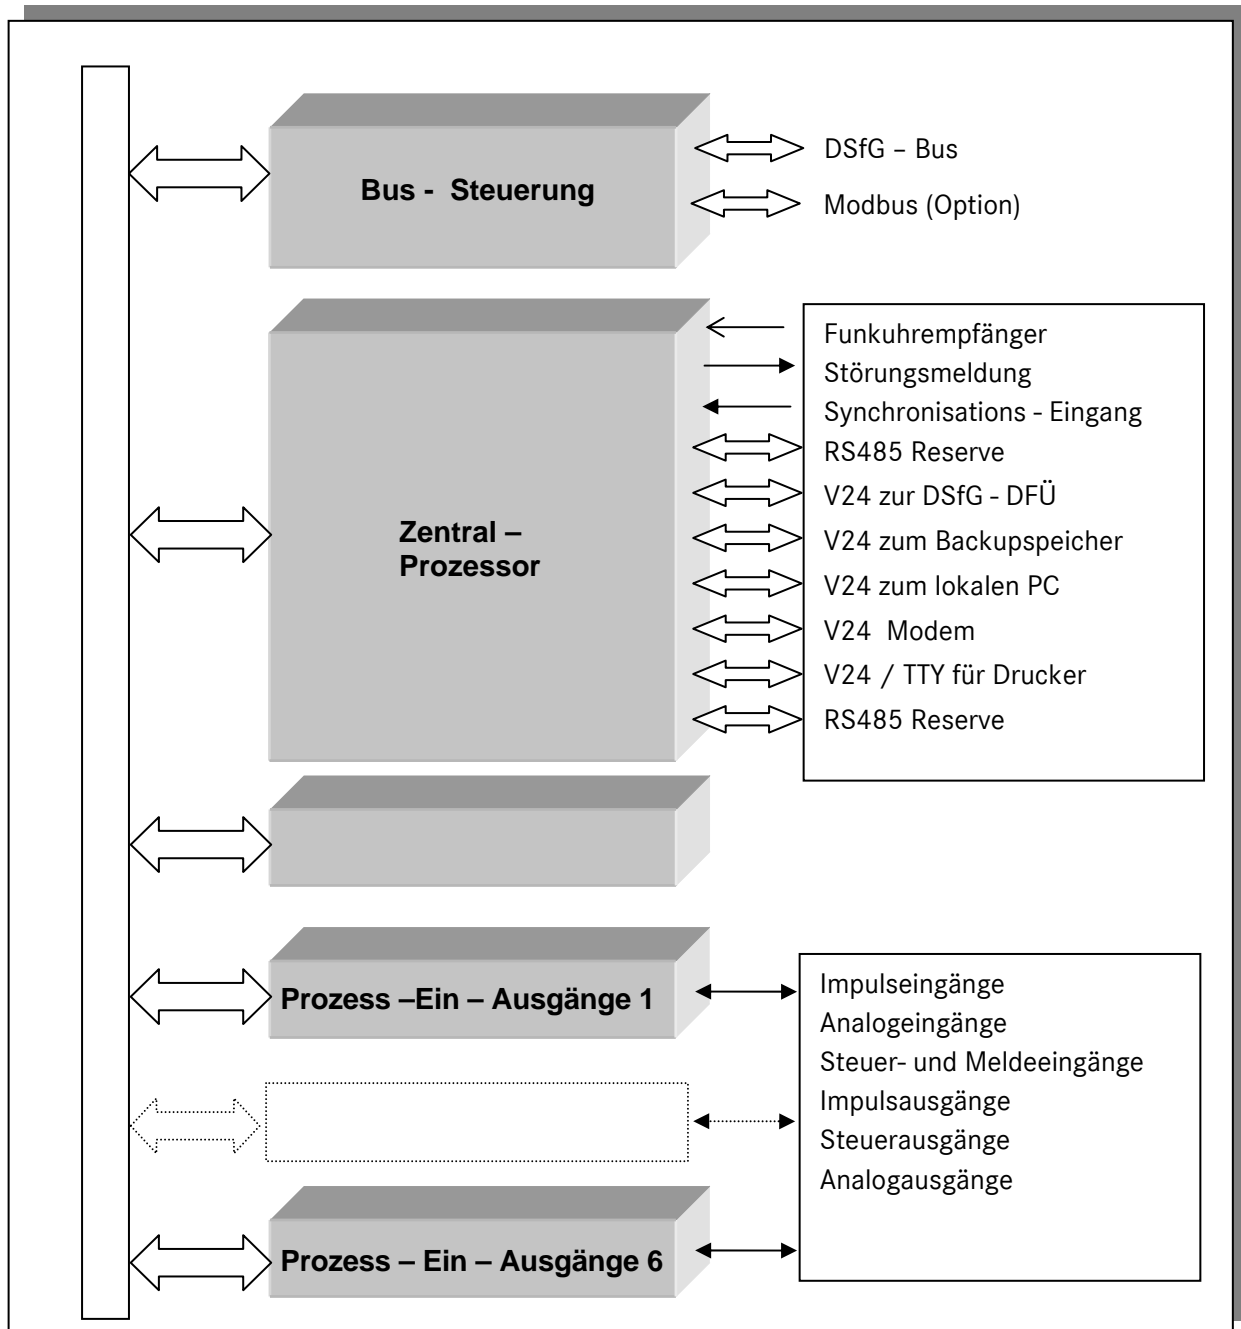 Bus - Steuerung
DSfG – Bus
Modbus (Option)
Zentral –
Prozessor
Funkuhrempfänger
Störungsmeldung
Synchronisations - Eingang
RS485 Reserve
V24 zur DSfG - DFÜ
V24 zum Backupspeicher
V24 zum lokalen PC
V24 Modem
V24 / TTY für Drucker
RS485 Reserve
Prozess –Ein – Ausgänge 1
Impulseingänge
Analogeingänge
Steuer- und Meldeeingänge
Impulsausgänge
Steuerausgänge
Analogausgänge
Prozess – Ein – Ausgänge 6